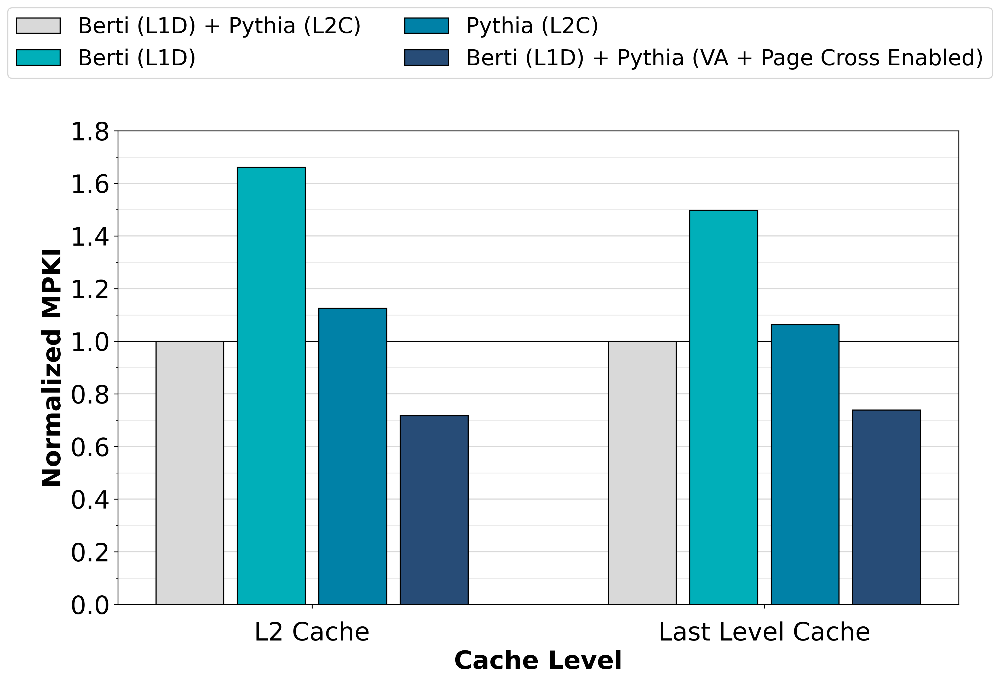 Berti (L1D) + Pythia (L2C)
Berti (L1D)
Pythia (L2C)
Berti (L1D) + Pythia (VA + Page Cross Enabled)
Normalized MPKI
1.8
1.6
1.4
1.2
1.0
0.8
0.6
0.4
0.2
0.0
L2 Cache
Last Level Cache
Cache Level